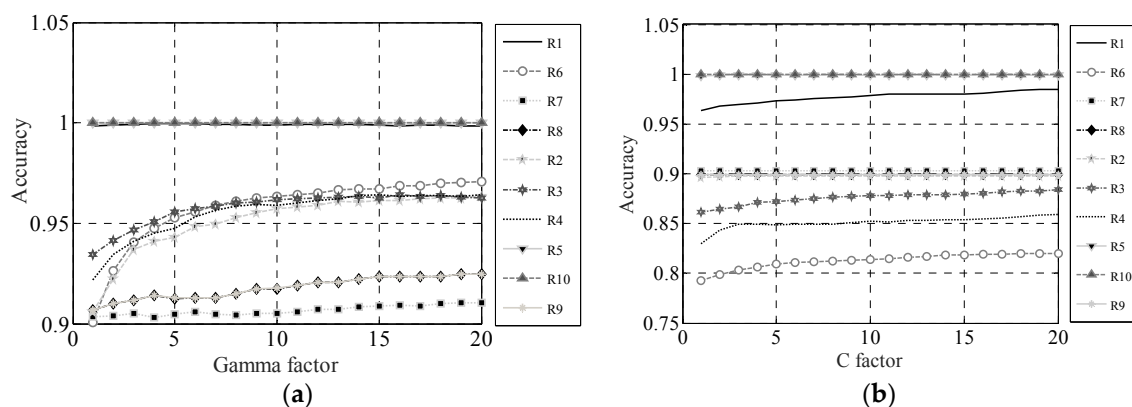 1.05
1
0.95
0.9
0
5
10
15
20
Accuracy
Gamma factor
R1
R6
R7
R8
R2
R3
R4
R5
R10
R9
(a)
1.05
1
0.95
0.9
0.85
0.8
0.75
0
5
10
15
20
Accuracy
C factor
R1
R6
R7
R8
R2
R3
R4
R5
R10
R9
(b)